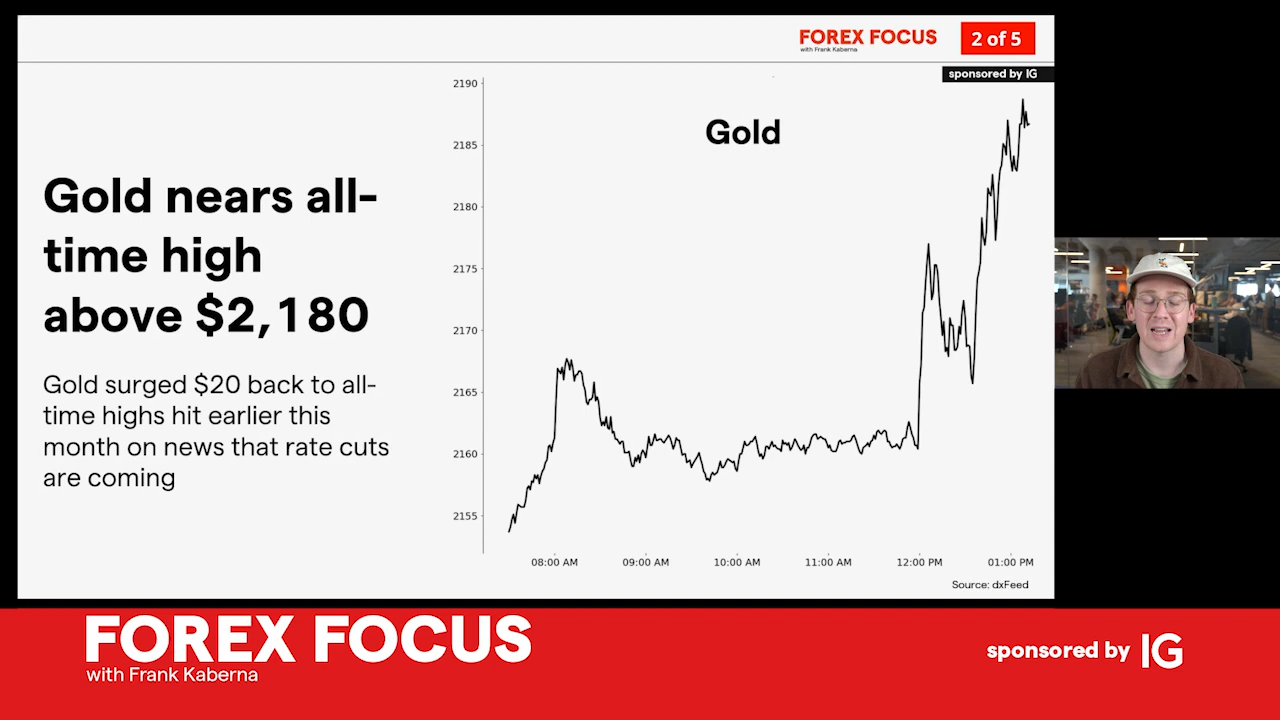 FOREX FOCUS
with Frank Kaberna
2 of 5
sponsored by IG
Gold nears all-
time high
above $2,180
Gold surged $20 back to all-
time highs hit earlier this
month on news that rate cuts
are coming
Gold
2190
2185
2180
2175
2170
2165
2160
2155
08:00 AM
09:00 AM
10:00 AM
11:00 AM
12:00 PM
01:00 PM
Source: dxFeed
FOREX FOCUS
with Frank Kaberna
sponsored by IG